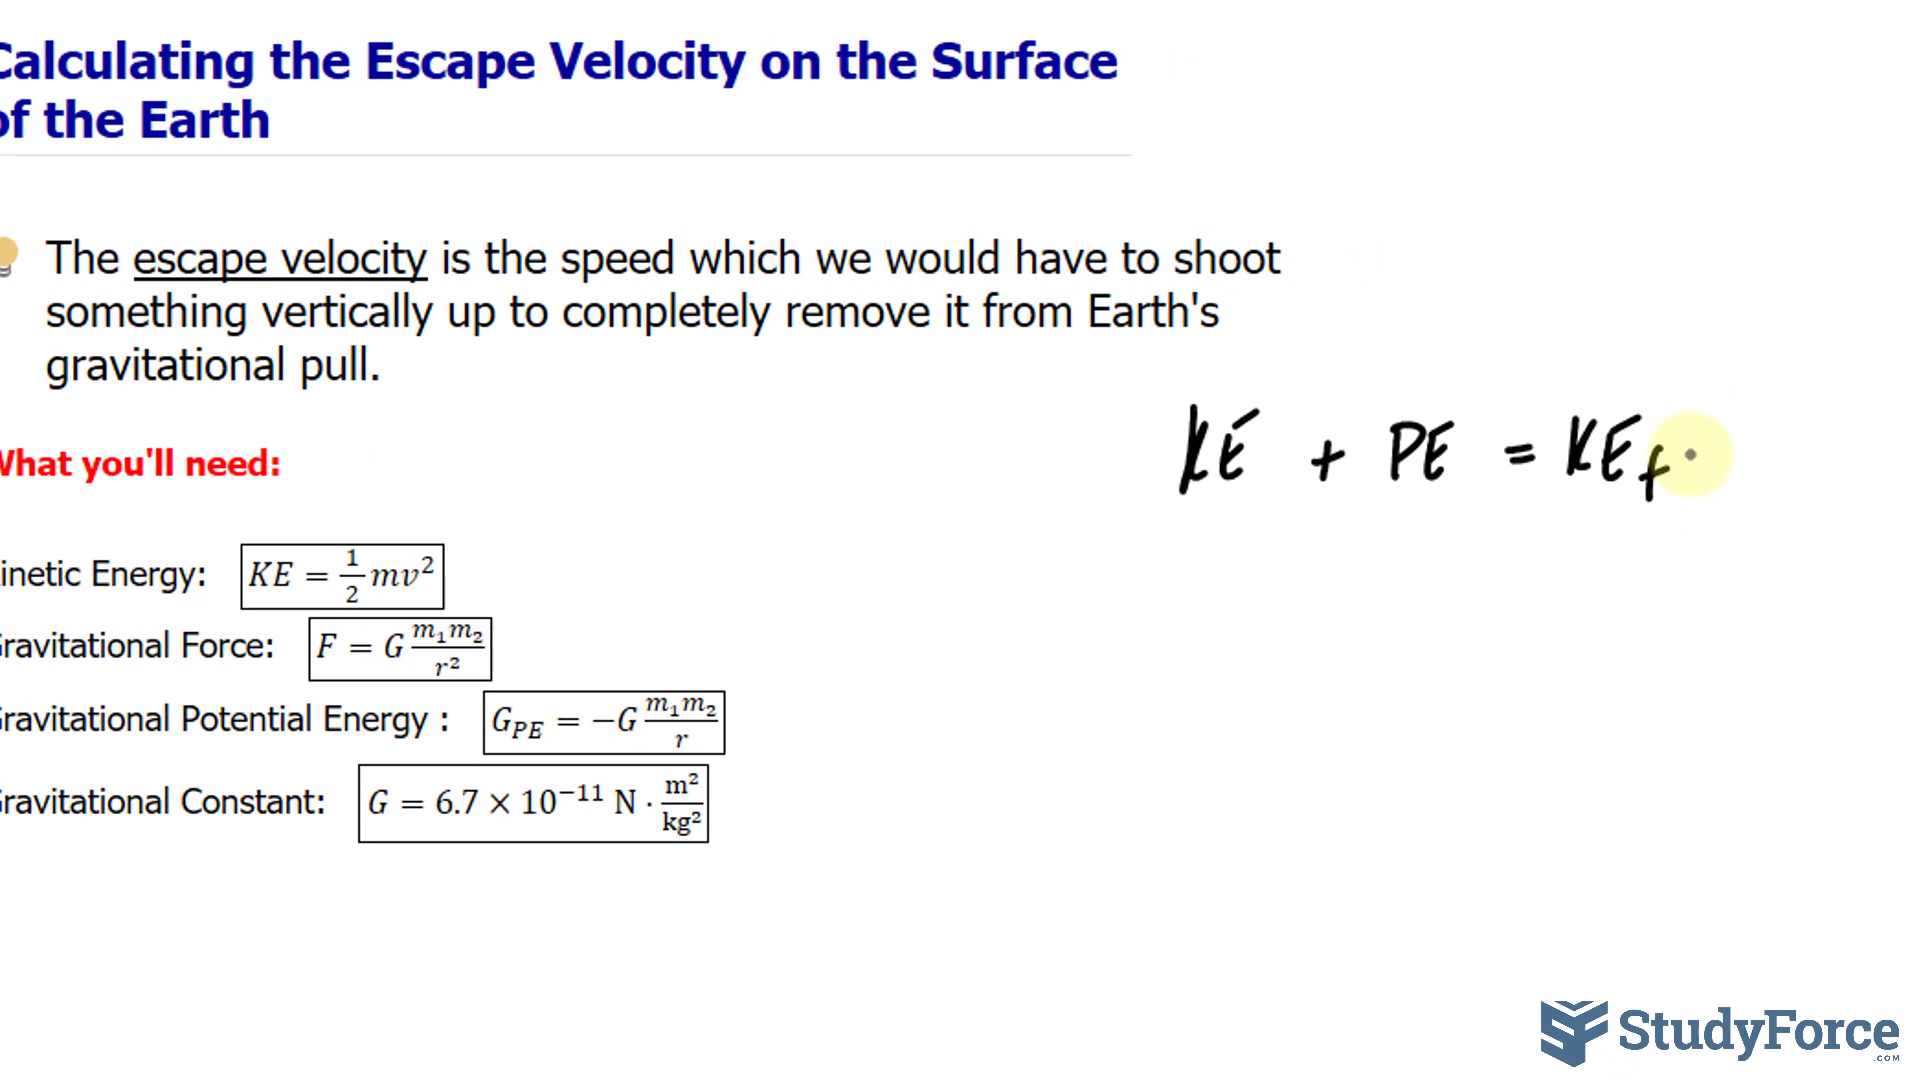 Calculating the Escape Velocity on the Surface
of the Earth
The escape velocity is the speed which we would have to shoot
something vertically up to completely remove it from Earth's
gravitational pull.
KE + PE = KEf
What you'll need:
inetic Energy: KE = 1/2 mv²
ravitational Force: F = G m₁m₂/r²
ravitational Potential Energy : G_PE = −G m₁m₂/r
ravitational Constant: G = 6.7 × 10⁻¹¹ N · m²/kg²
StudyForce
.COM